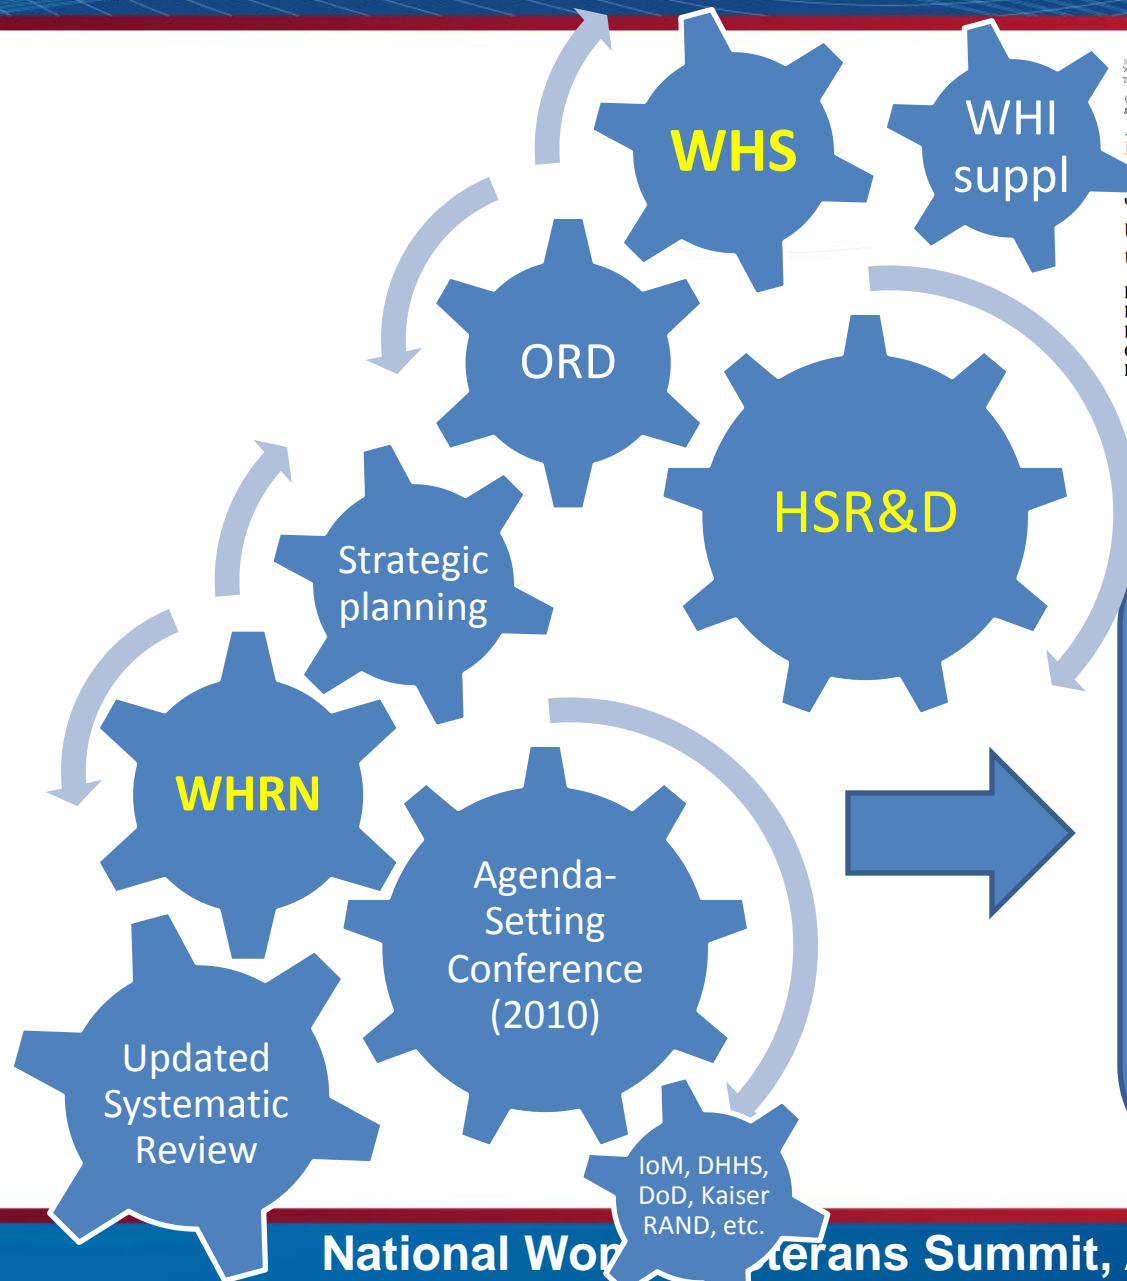 WHS
WHI
suppl
ORD
HSR&D
Strategic
planning
WHRN
Agenda-
Setting
Conference
(2010)
Updated
Systematic
Review
IoM, DHHS,
DoD, Kaiser
RAND, etc.
National Wom terans Summit,